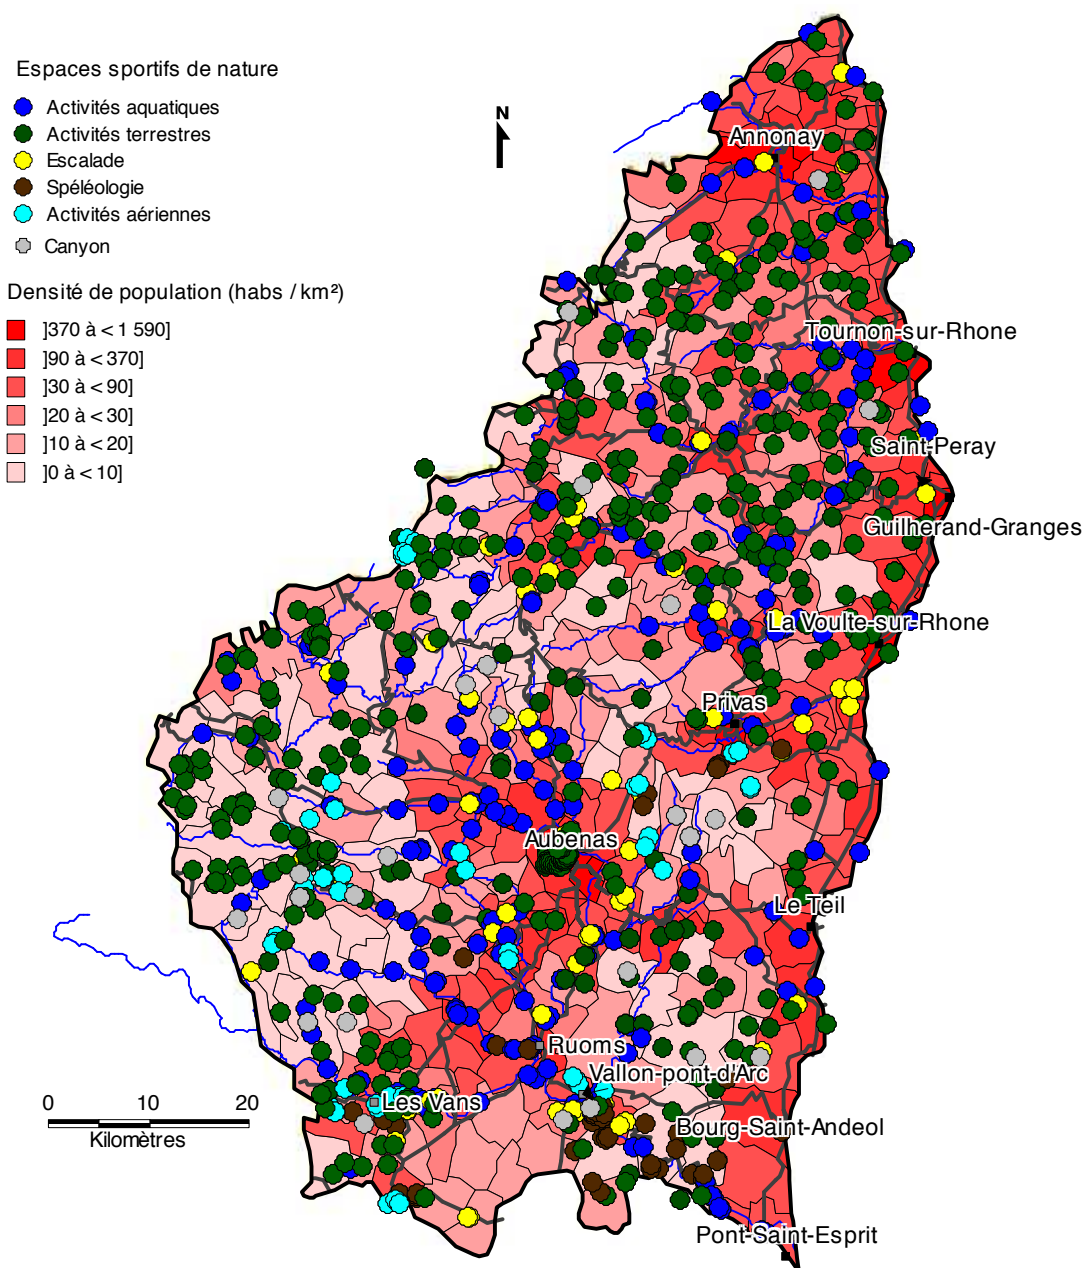 Espaces sportifs de nature
Activités aquatiques
Activités terrestres
Escalade
Spéléologie
Activités aériennes
Canyon
Densité de population (habs / km²)
]370 à < 1 590]
]90 à < 370]
]30 à < 90]
]20 à < 30]
]10 à < 20]
]0 à < 10]
N
Annonay
Tournon-sur-Rhone
Saint-Peray
Guilherand-Granges
La Voulte-sur-Rhone
Privas
Aubenas
Le Teil
Ruoms
Vallon-pont-d'Arc
Les Vans
Bourg-Saint-Andeol
Pont-Saint-Esprit
0 10 20
Kilomètres